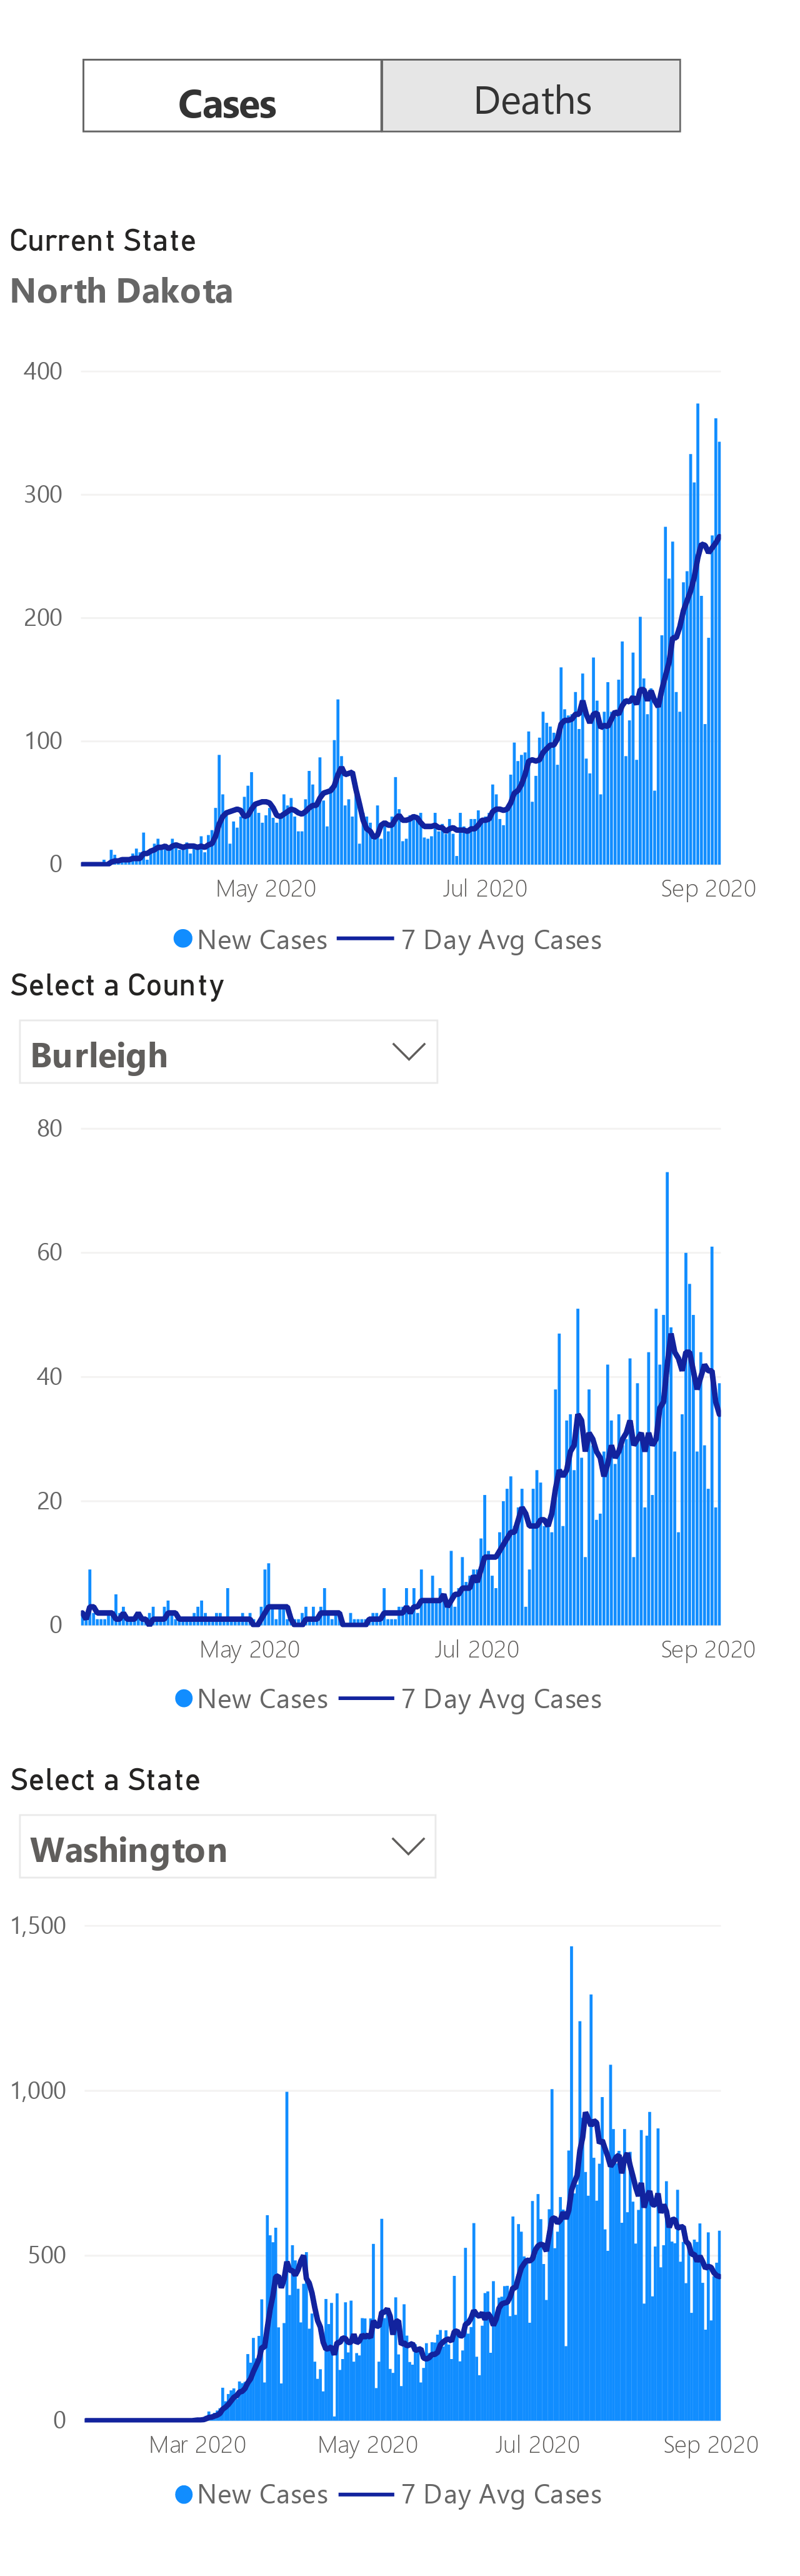 Cases Deaths
Current State
North Dakota
400
300
200
100
0
May 2020 Jul 2020 Sep 2020
New Cases 7 Day Avg Cases
Select a County
Burleigh
80
60
40
20
0
May 2020 Jul 2020 Sep 2020
New Cases 7 Day Avg Cases
Select a State
Washington
1,500
1,000
500
0
Mar 2020 May 2020 Jul 2020 Sep 2020
New Cases 7 Day Avg Cases